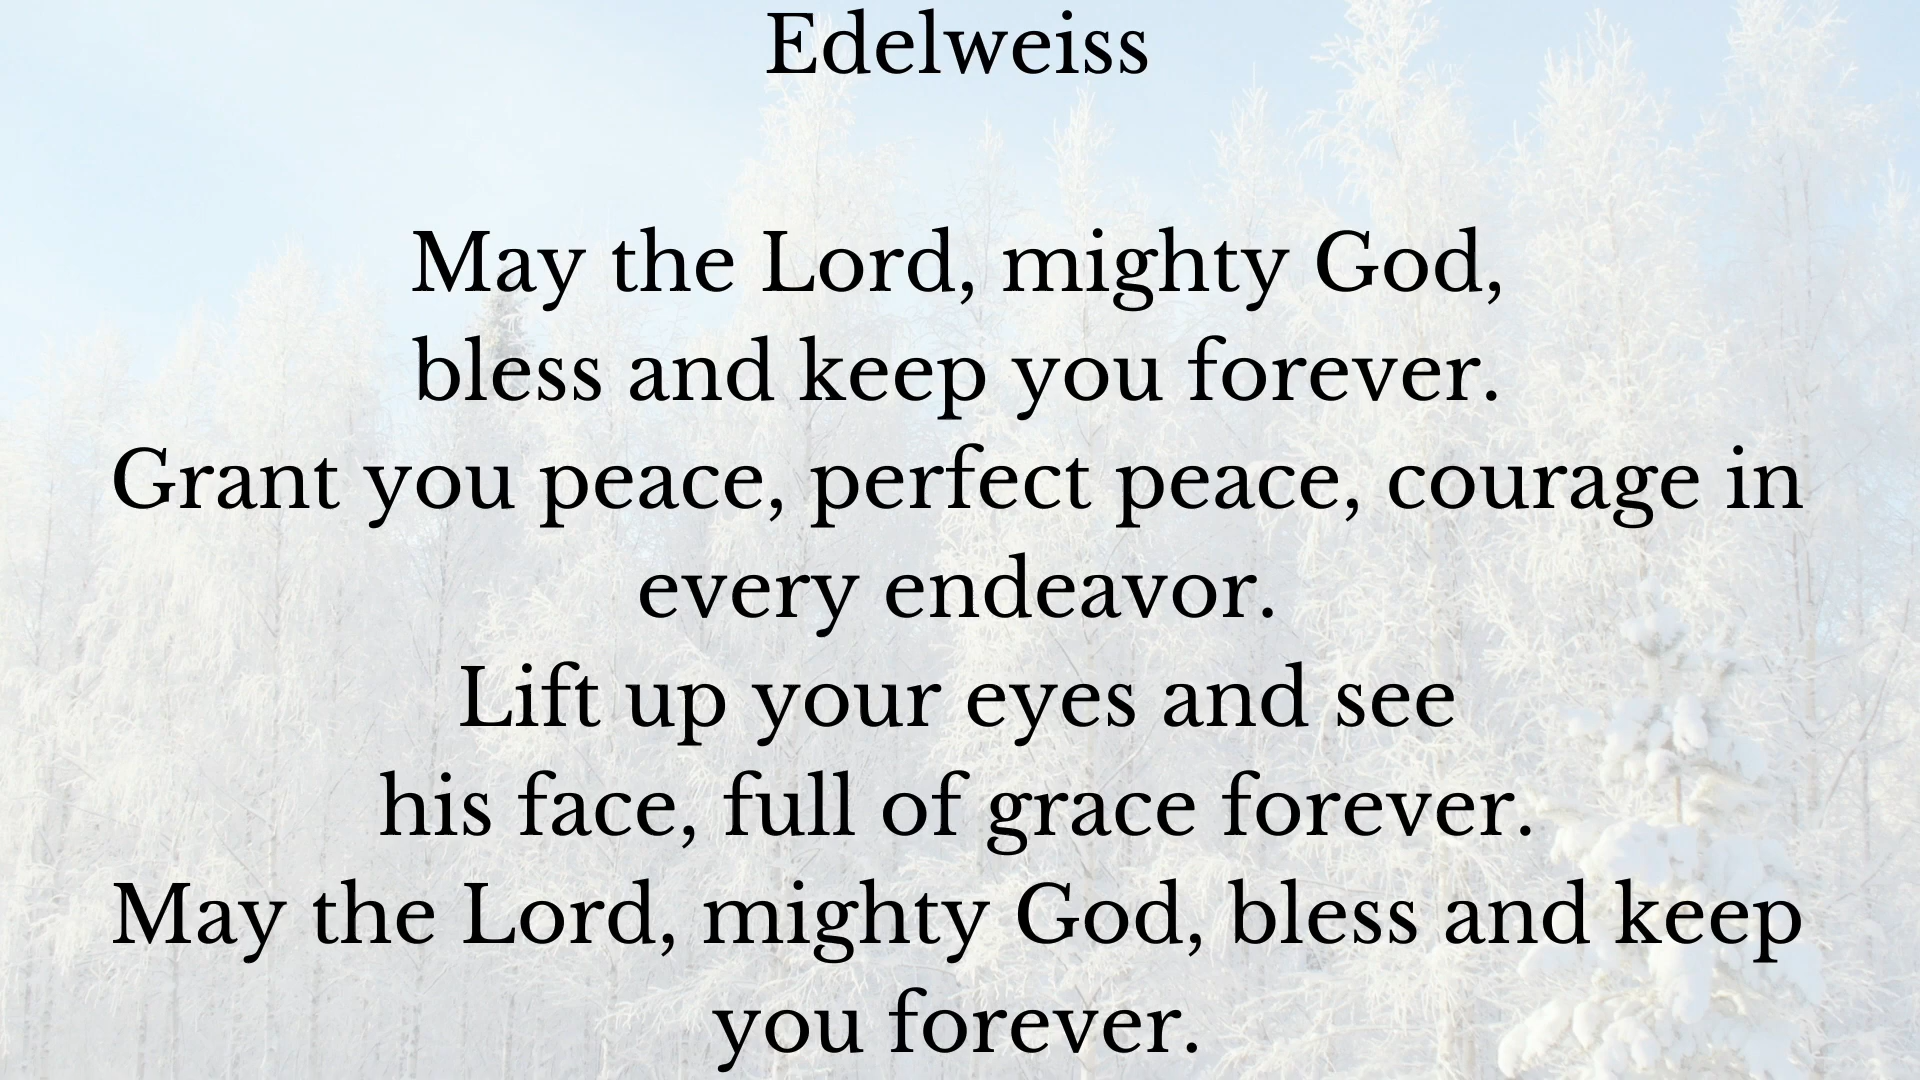 Edelweiss
May the Lord, mighty God,
bless and keep you forever.
Grant you peace, perfect peace, courage in
every endeavor.
Lift up your eyes and see
his face, full of grace forever.
May the Lord, mighty God, bless and keep
you forever.